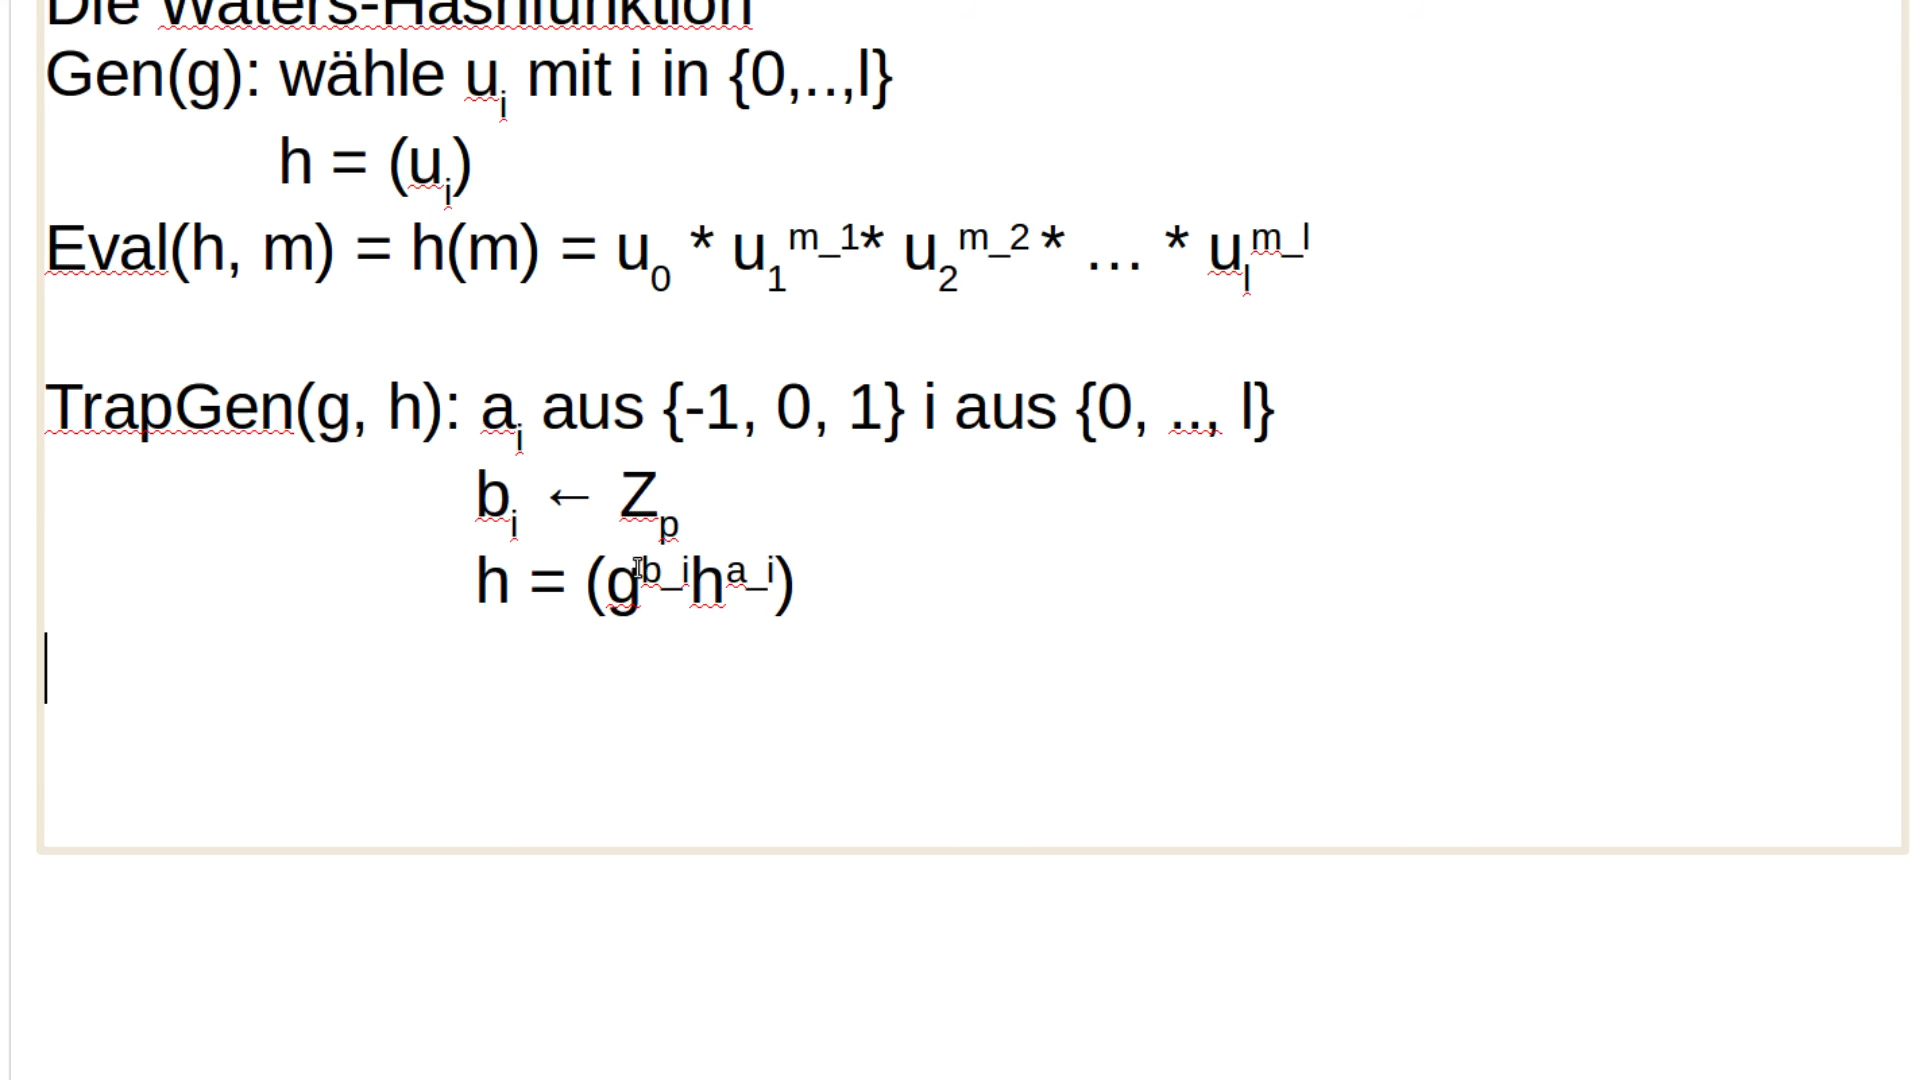 Die Waters-Hashfunktion
Gen(g): wähle u_i mit i in {0,..,l}
h = (u_i)
Eval(h, m) = h(m) = u_0 * u_1^m_1* u_2^m_2 * … * u_l^m_l
TrapGen(g, h): a_i aus {-1, 0, 1} i aus {0, .., l}
b_i ← Z_p
h = (g^b_ih^a_i)